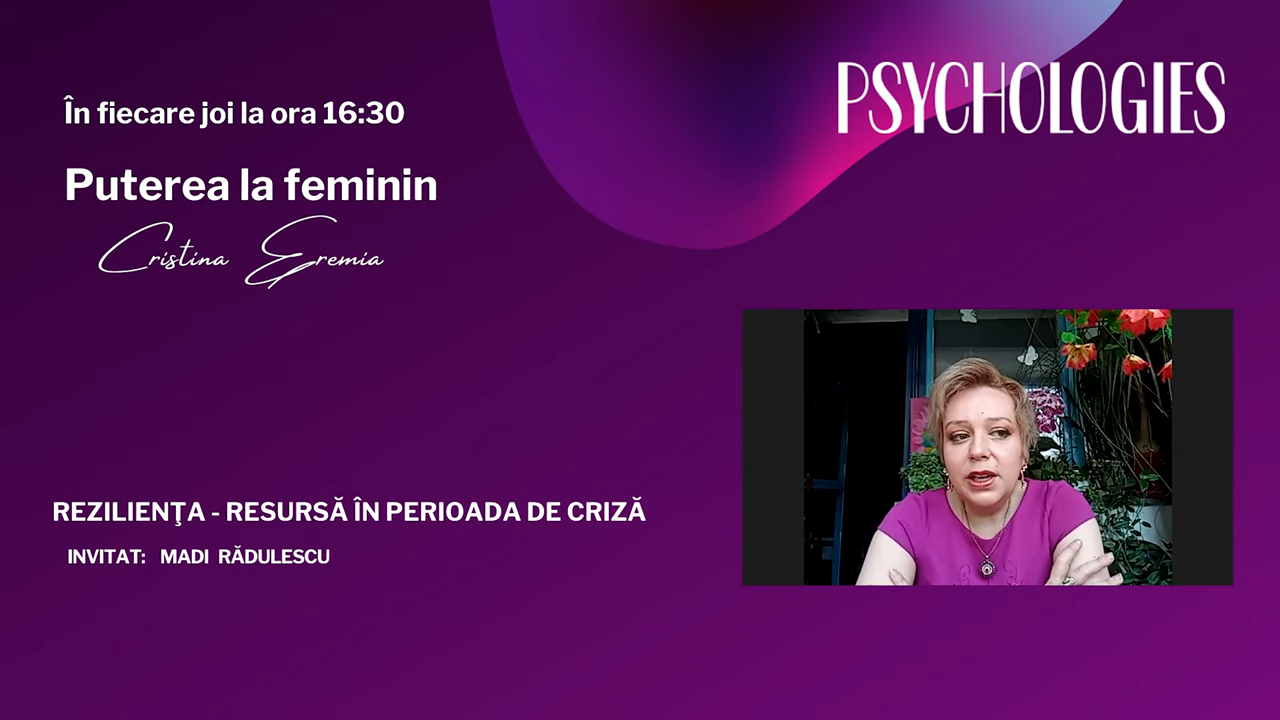 În fiecare joi la ora 16:30
PSYCHOLOGIES
Puterea la feminin
Cristina Eremia
REZILIENŢA - RESURSĂ ÎN PERIOADA DE CRIZĂ
INVITAT: MADI RĂDULESCU